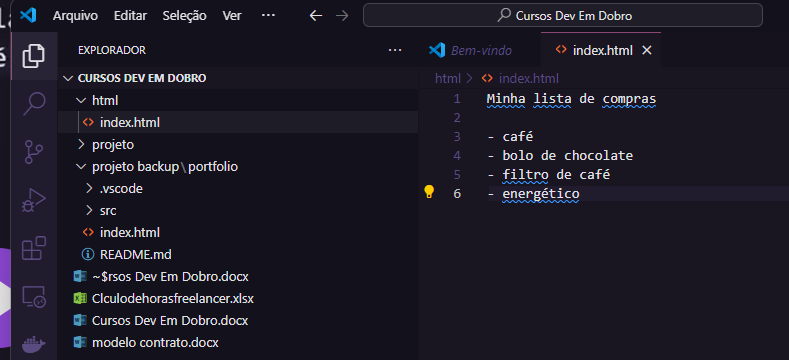 Arquivo Editar Seleção Ver ··· Cursos Dev Em Dobro
EXPLORADOR ···
CURSOS DEV EM DOBRO
html
index.html
projeto
projeto backup\portfolio
.vscode
src
index.html
README.md
~$rsos Dev Em Dobro.docx
Clculodehorasfreelancer.xlsx
Cursos Dev Em Dobro.docx
modelo contrato.docx
Bem-vindo index.html
html > index.html
1 Minha lista de compras
2
3 - café
4 - bolo de chocolate
5 - filtro de café
6 - energético